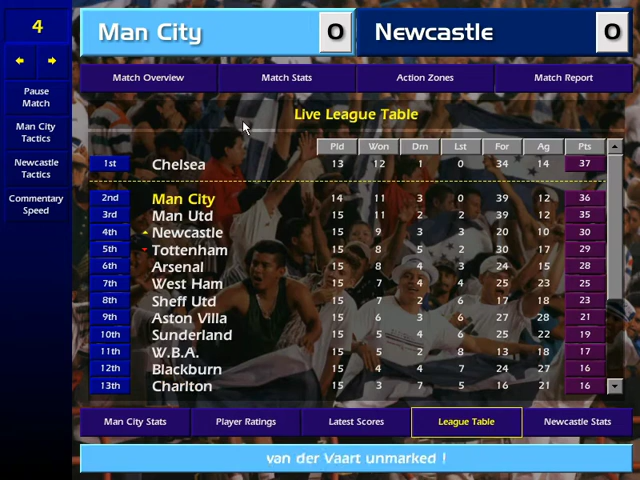 4
Man City 0 Newcastle 0
Match Overview Match Stats Action Zones Match Report
Pause Match
Man City Tactics
Newcastle Tactics
Commentary Speed
Live League Table
Pld Won Drn Lst For Ag Pts
1st Chelsea 13 12 1 0 34 14 37
2nd Man City 14 11 3 0 39 12 36
3rd Man Utd 15 11 2 2 39 12 35
4th Newcastle 15 9 3 3 20 10 30
5th Tottenham 15 8 5 2 30 17 29
6th Arsenal 15 8 4 3 24 15 28
7th West Ham 15 7 4 4 25 23 25
8th Sheff Utd 15 7 2 6 17 18 23
9th Aston Villa 15 6 3 6 27 28 21
10th Sunderland 15 5 4 6 25 22 19
11th W.B.A. 15 5 2 8 13 18 17
12th Blackburn 15 4 4 7 24 27 16
13th Charlton 15 3 7 5 16 21 16
Man City Stats Player Ratings Latest Scores League Table Newcastle Stats
van der Vaart unmarked !